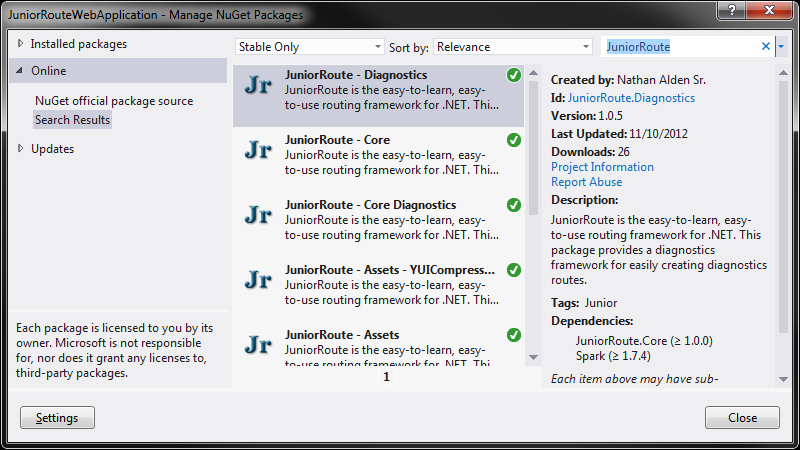 JuniorRouteWebApplication - Manage NuGet Packages
Installed packages
Online
NuGet official package source
Search Results
Updates
Each package is licensed to you by its
owner. Microsoft is not responsible
for, nor does it grant any licenses to,
third-party packages.
Stable Only
Sort by: Relevance
JuniorRoute
Jr
JuniorRoute - Diagnostics
JuniorRoute is the easy-to-learn, easy-
to-use routing framework for .NET. Thi...
Jr
JuniorRoute - Core
JuniorRoute is the easy-to-learn, easy-
to-use routing framework for .NET. Thi...
Jr
JuniorRoute - Core Diagnostics
JuniorRoute is the easy-to-learn, easy-
to-use routing framework for .NET. Thi...
Jr
JuniorRoute - Assets - YUICompress...
JuniorRoute is the easy-to-learn, easy-
to-use routing framework for .NET. Thi...
Jr
JuniorRoute - Assets
JuniorRoute is the easy-to-learn, easy-
to-use routing framework for .NET. Thi...
1
Created by: Nathan Alden Sr.
Id: JuniorRoute.Diagnostics
Version: 1.0.5
Last Updated: 11/10/2012
Downloads: 26
Project Information
Report Abuse
Description:
JuniorRoute is the easy-to-learn, easy-
to-use routing framework for .NET. This
package provides a diagnostics
framework for easily creating diagnostics
routes.
Tags: Junior
Dependencies:
JuniorRoute.Core (≥ 1.0.0)
Spark (≥ 1.7.4)
Each item above may have sub-
Settings
Close